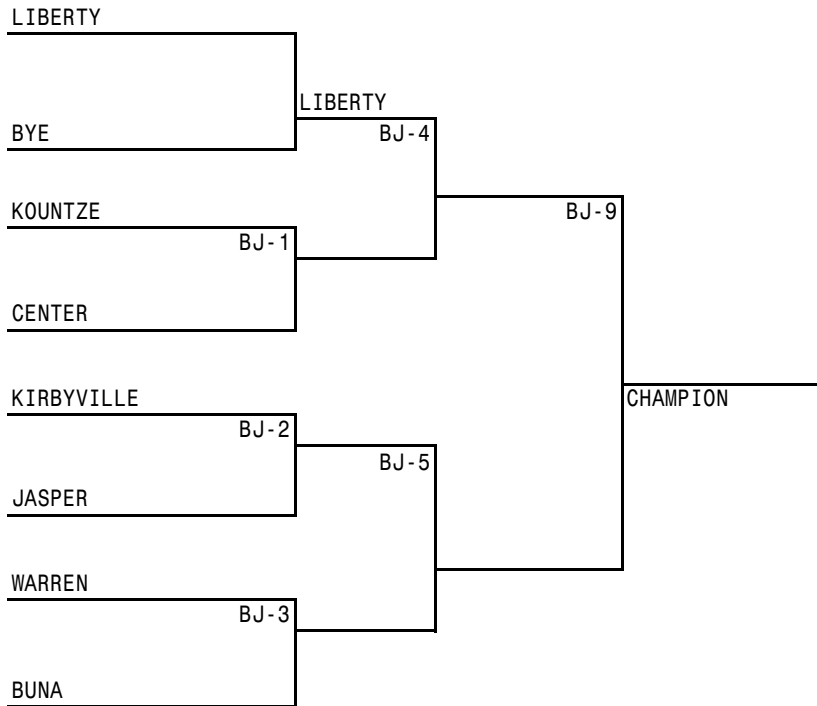 LIBERTY
LIBERTY
BYE
BJ-4
KOUNTZE
BJ-9
BJ-1
CENTER
KIRBYVILLE
CHAMPION
BJ-2
BJ-5
JASPER
WARREN
BJ-3
BUNA